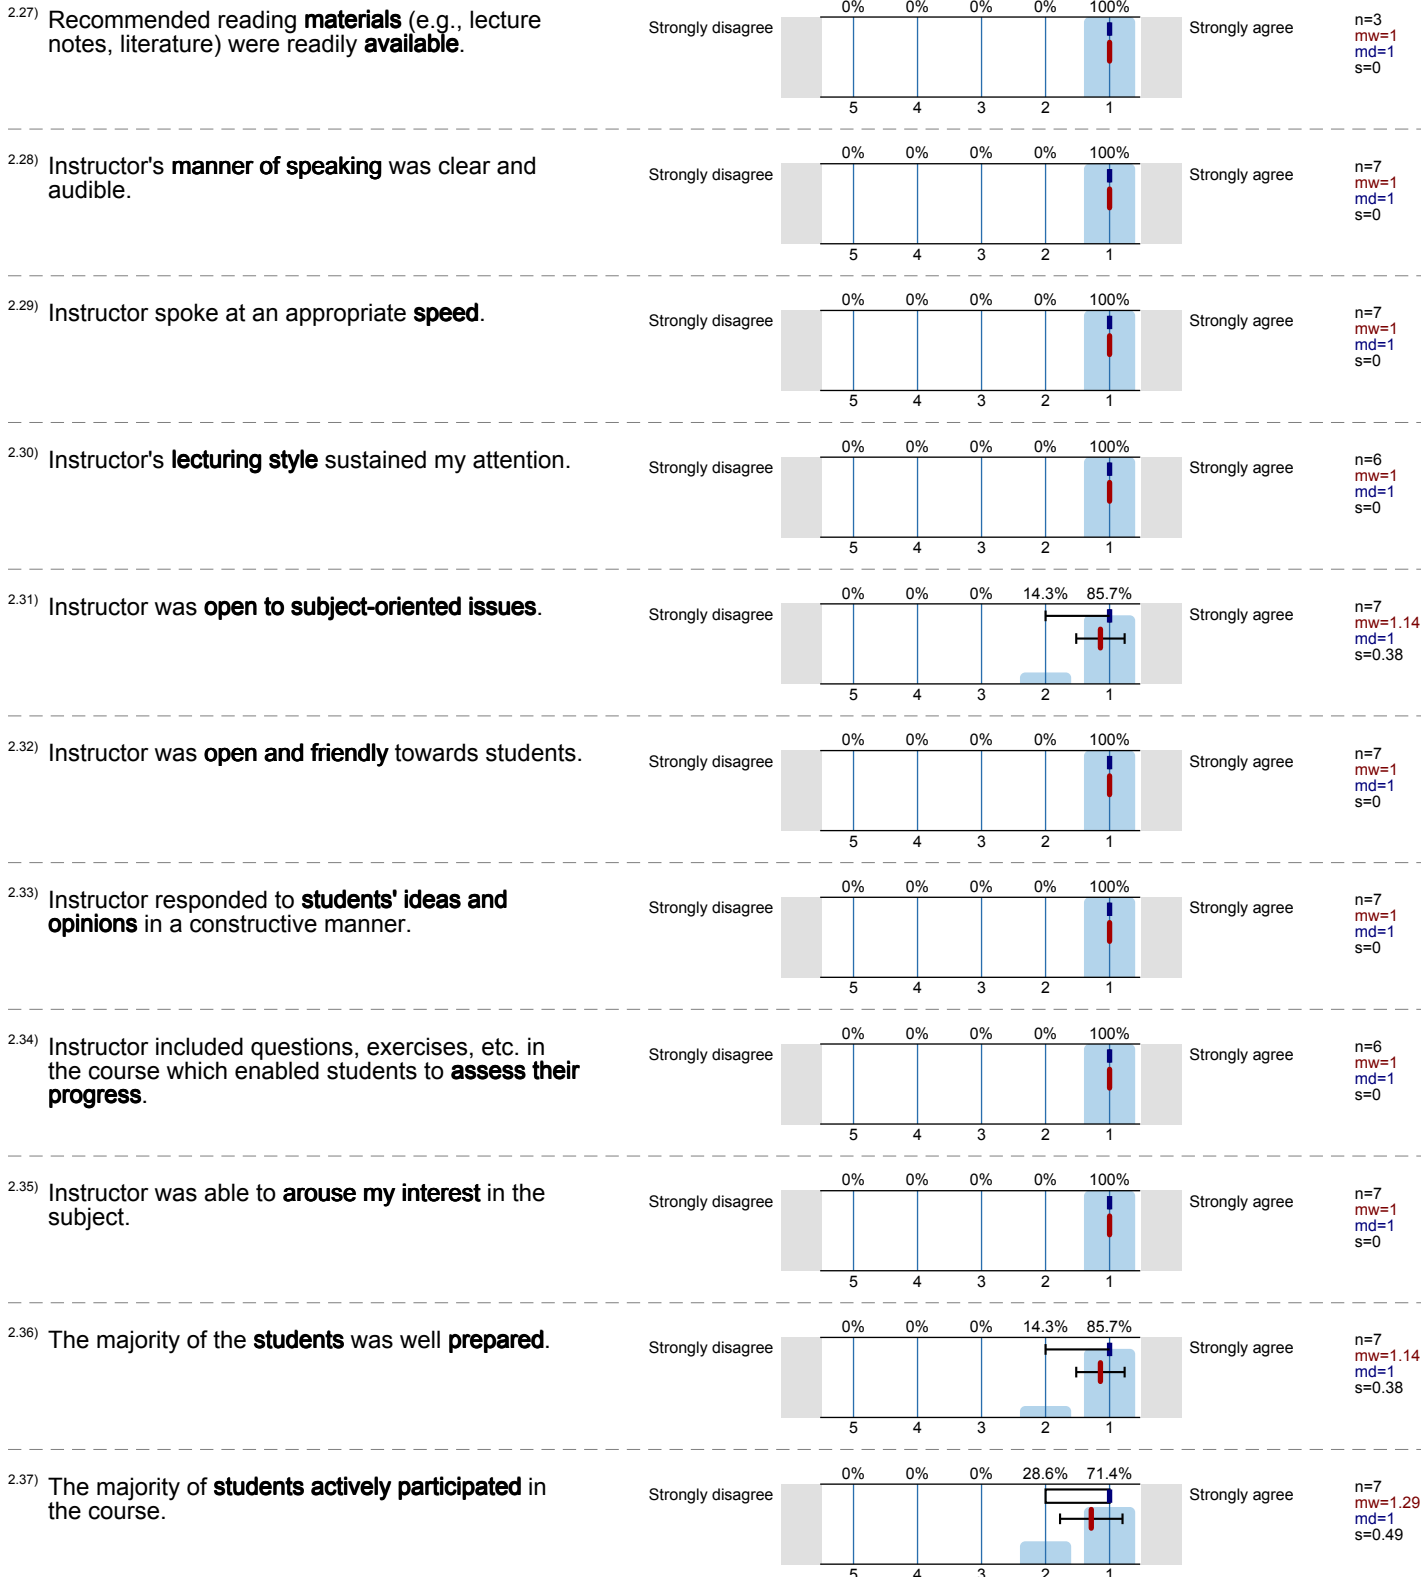 2.27) Recommended reading materials (e.g., lecture
notes, literature) were readily available.
Strongly disagree
0% 0% 0% 0% 100%
5 4 3 2 1
Strongly agree
n=3
mw=1
md=1
s=0
2.28) Instructor's manner of speaking was clear and
audible.
Strongly disagree
0% 0% 0% 0% 100%
5 4 3 2 1
Strongly agree
n=7
mw=1
md=1
s=0
2.29) Instructor spoke at an appropriate speed.
Strongly disagree
0% 0% 0% 0% 100%
5 4 3 2 1
Strongly agree
n=7
mw=1
md=1
s=0
2.30) Instructor's lecturing style sustained my attention.
Strongly disagree
0% 0% 0% 0% 100%
5 4 3 2 1
Strongly agree
n=6
mw=1
md=1
s=0
2.31) Instructor was open to subject-oriented issues.
Strongly disagree
0% 0% 0% 14.3% 85.7%
5 4 3 2 1
Strongly agree
n=7
mw=1.14
md=1
s=0.38
2.32) Instructor was open and friendly towards students.
Strongly disagree
0% 0% 0% 0% 100%
5 4 3 2 1
Strongly agree
n=7
mw=1
md=1
s=0
2.33) Instructor responded to students' ideas and
opinions in a constructive manner.
Strongly disagree
0% 0% 0% 0% 100%
5 4 3 2 1
Strongly agree
n=7
mw=1
md=1
s=0
2.34) Instructor included questions, exercises, etc. in
the course which enabled students to assess their
progress.
Strongly disagree
0% 0% 0% 0% 100%
5 4 3 2 1
Strongly agree
n=6
mw=1
md=1
s=0
2.35) Instructor was able to arouse my interest in the
subject.
Strongly disagree
0% 0% 0% 0% 100%
5 4 3 2 1
Strongly agree
n=7
mw=1
md=1
s=0
2.36) The majority of the students was well prepared.
Strongly disagree
0% 0% 0% 14.3% 85.7%
5 4 3 2 1
Strongly agree
n=7
mw=1.14
md=1
s=0.38
2.37) The majority of students actively participated in
the course.
Strongly disagree
0% 0% 0% 28.6% 71.4%
5 4 3 2 1
Strongly agree
n=7
mw=1.29
md=1
s=0.49